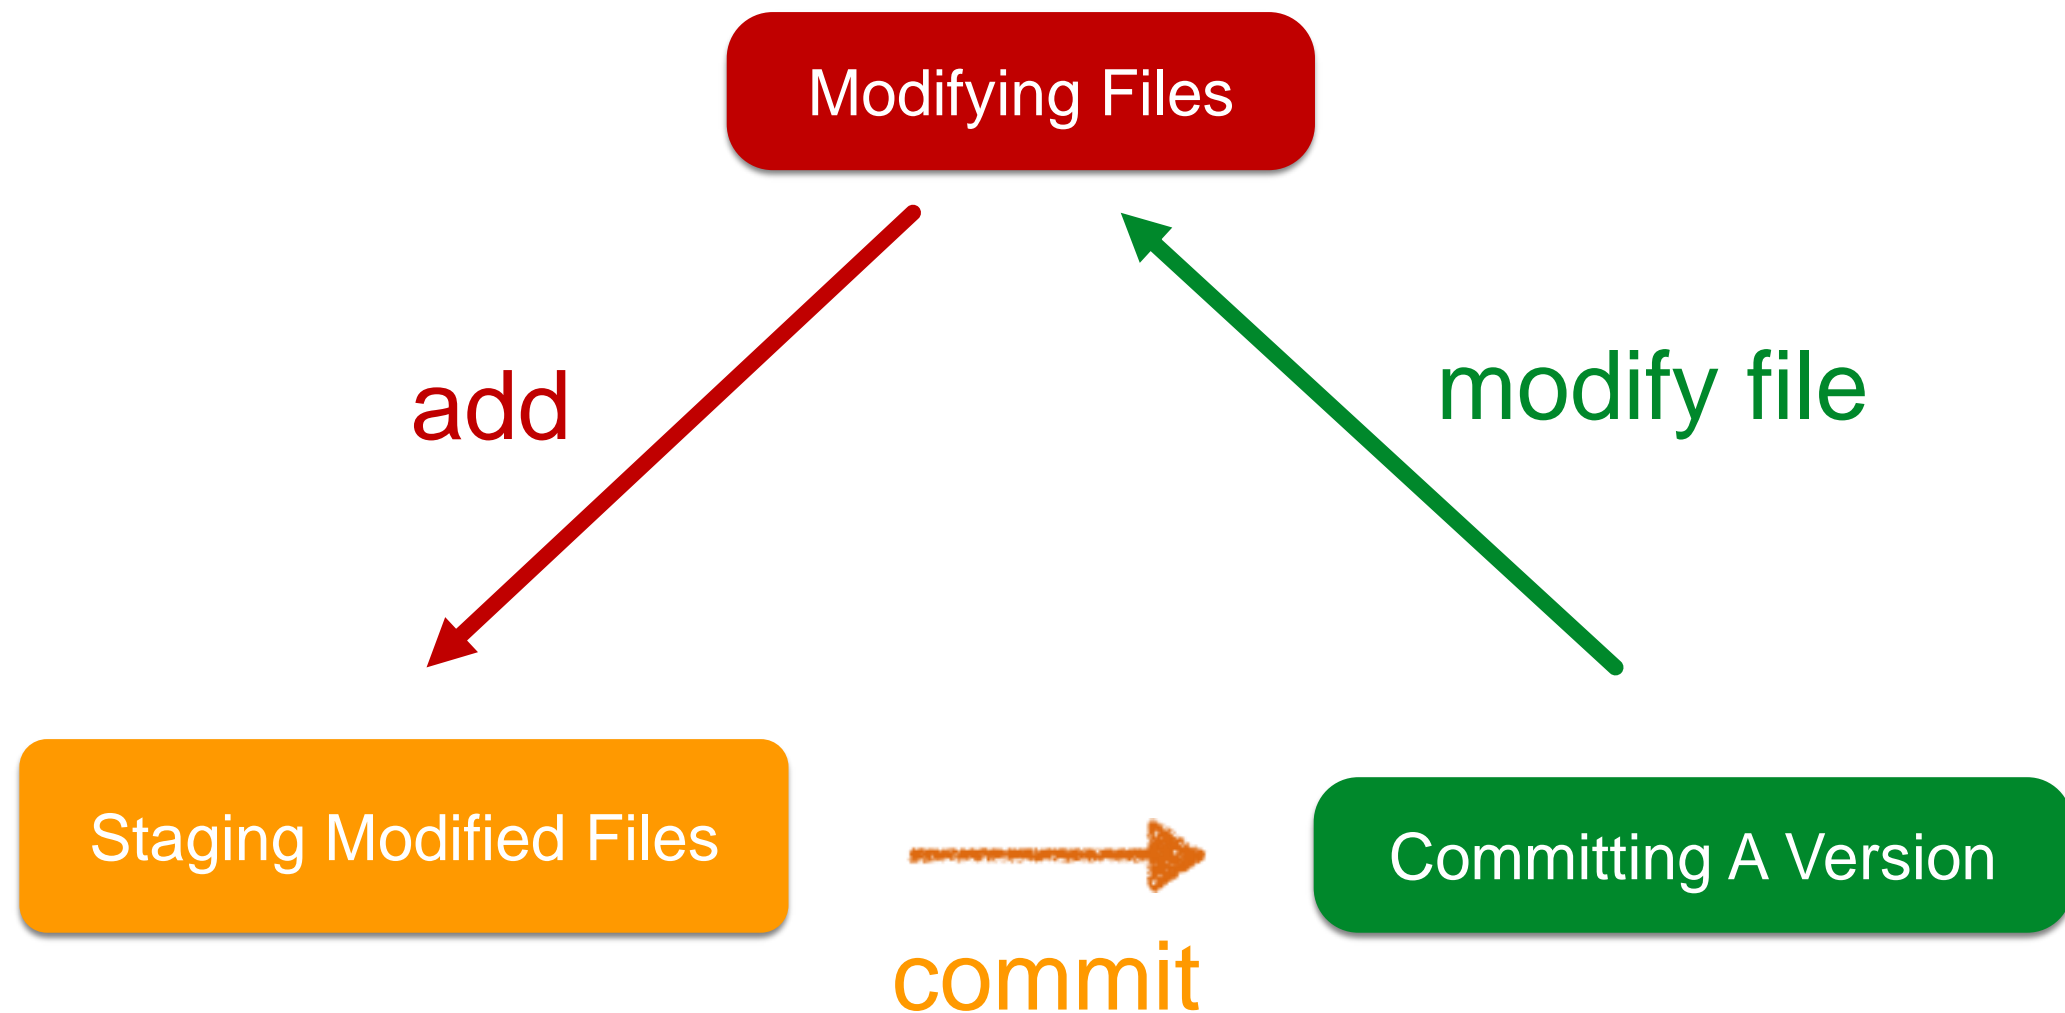 Modifying Files
add
modify file
Staging Modified Files
Committing A Version
commit